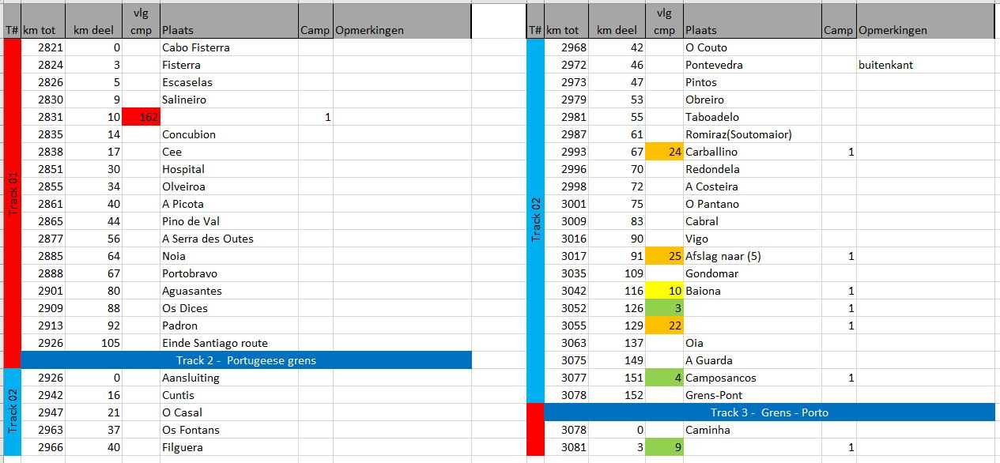 T# km tot km deel vlg cmp Plaats Camp Opmerkingen
Track 01
2821 0 Cabo Fisterra
2824 3 Fisterra
2826 5 Escaselas
2830 9 Salineiro
2831 10 162 1
2835 14 Concubion
2838 17 Cee
2851 30 Hospital
2855 34 Olveiroa
2861 40 A Picota
2865 44 Pino de Val
2877 56 A Serra des Outes
2885 64 Noia
2888 67 Portobravo
2901 80 Aguasantes
2909 88 Os Dices
2913 92 Padron
2926 105 Einde Santiago route
Track 2 - Portugeese grens
Track 02
2926 0 Aansluiting
2942 16 Cuntis
2947 21 O Casal
2963 37 Os Fontans
2966 40 Filguera
T# km tot km deel vlg cmp Plaats Camp Opmerkingen
Track 02
2968 42 O Couto
2972 46 Pontevedra buitenkant
2973 47 Pintos
2979 53 Obreiro
2981 55 Taboadelo
2987 61 Romiraz(Soutomaior)
2993 67 24 Carballino 1
2996 70 Redondela
2998 72 A Costeira
3001 75 O Pantano
3009 83 Cabral
3016 90 Vigo
3017 91 25 Afslag naar (5) 1
3035 109 Gondomar
3042 116 10 Baiona 1
3052 126 3 1
3055 129 22 1
3063 137 Oia
3075 149 A Guarda
3077 151 4 Camposancos 1
3078 152 Grens-Pont
Track 3 - Grens - Porto
3078 0 Caminha
3081 3 9 1